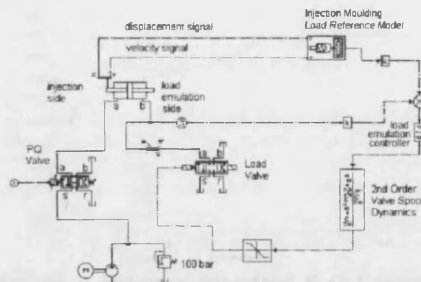 displacement signal
Injection Moulding
Load Reference Model
velocity signal
injection
side
load
emulation
side
a b
PQ
Valve
a b
Load
Valve
load
emulation
controller
2nd Order
Valve Spool
Dynamics
M
100 bar